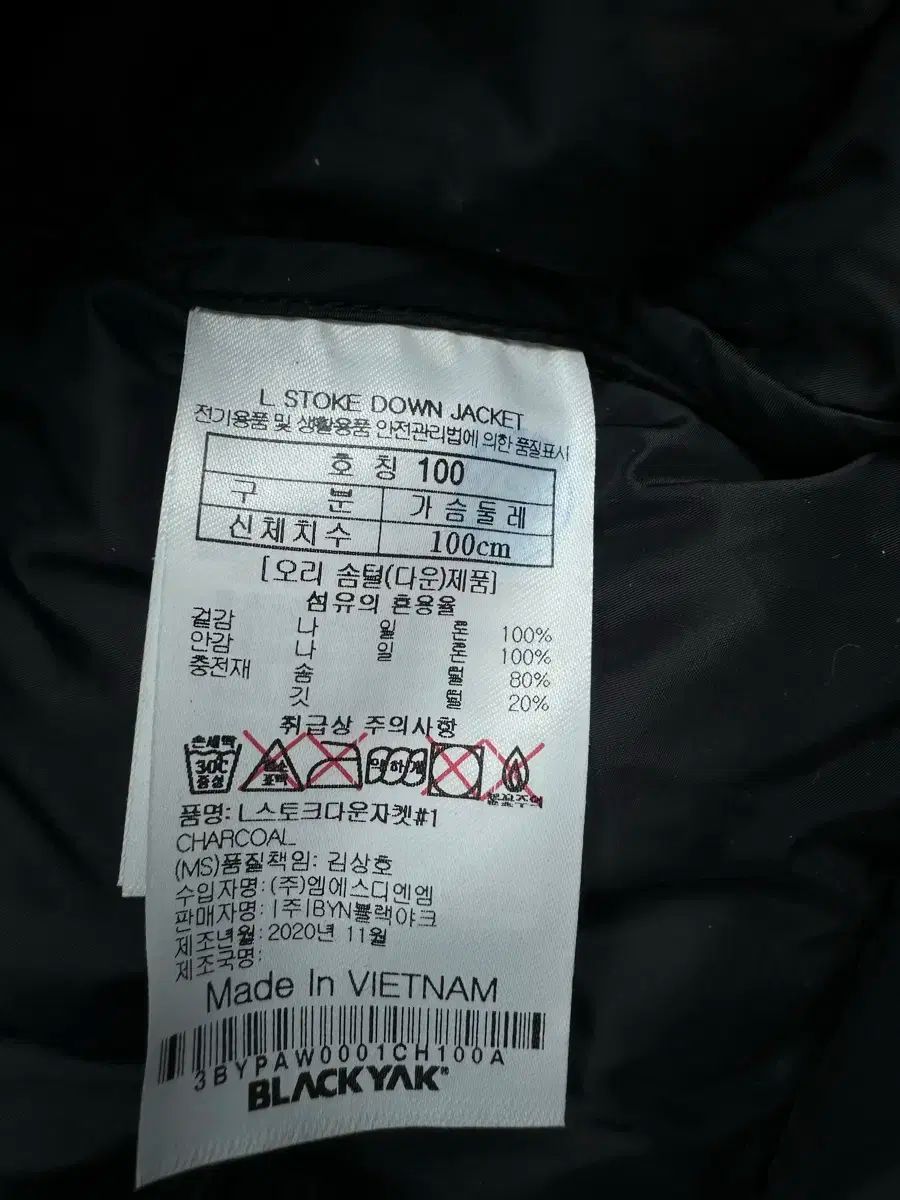 L STOKE DOWN JACKET
전기용품 및 생활용품 안전관리법에 의한 품질표시
호 칭 100
구 분 가 슴 둘 레
신체치수 100cm
[오리 솜털(다운)제품]
섬유의 혼용율
겉감 나 일 론 100%
안감 나 일 론 100%
충전재 솜 털 80%
깃 털 20%
취급상 주의사항
손세탁 30℃ 중성 염소 표백 약하게
불꽃주의
품명: L스토크다운자켓#1
CHARCOAL
(MS)품질책임: 김상호
수입자명: (주)엠에스디엔엠
판매자명: |주|BYN블랙야크
제조년월: 2020년 11월
제조국명:
Made In VIETNAM
3BYPAW0001CH100A
BLACKYAK®